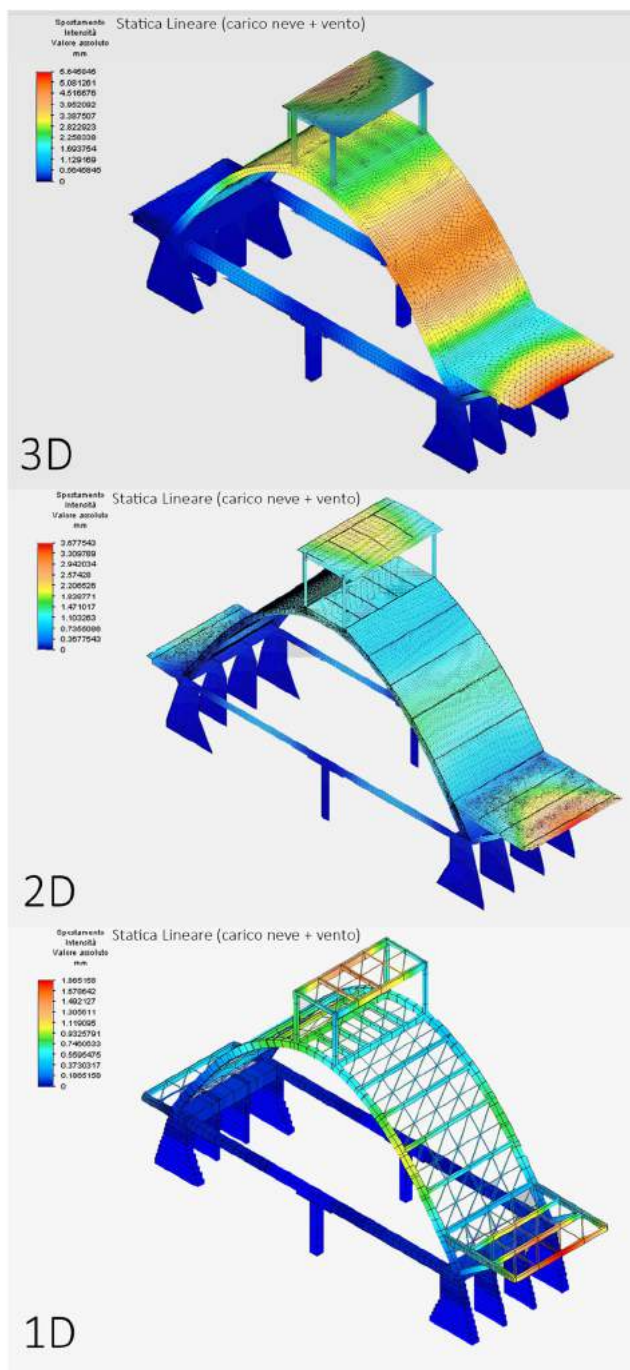 Spostamento
Intensità
Valore assoluto
mm
Statica Lineare (carico neve + vento)
5.646846
5.081261
4.516676
3.952092
3.387507
2.822923
2.258338
1.693754
1.129169
0.5646846
0
3D
Spostamento
Intensità
Valore assoluto
mm
Statica Lineare (carico neve + vento)
3.677543
3.309789
2.942034
2.57428
2.206526
1.838771
1.471017
1.103263
0.7355086
0.3677543
0
2D
Spostamento
Intensità
Valore assoluto
mm
Statica Lineare (carico neve + vento)
1.865158
1.678642
1.492127
1.305611
1.119095
0.9325791
0.7460633
0.5595475
0.3730317
0.1865158
0
1D